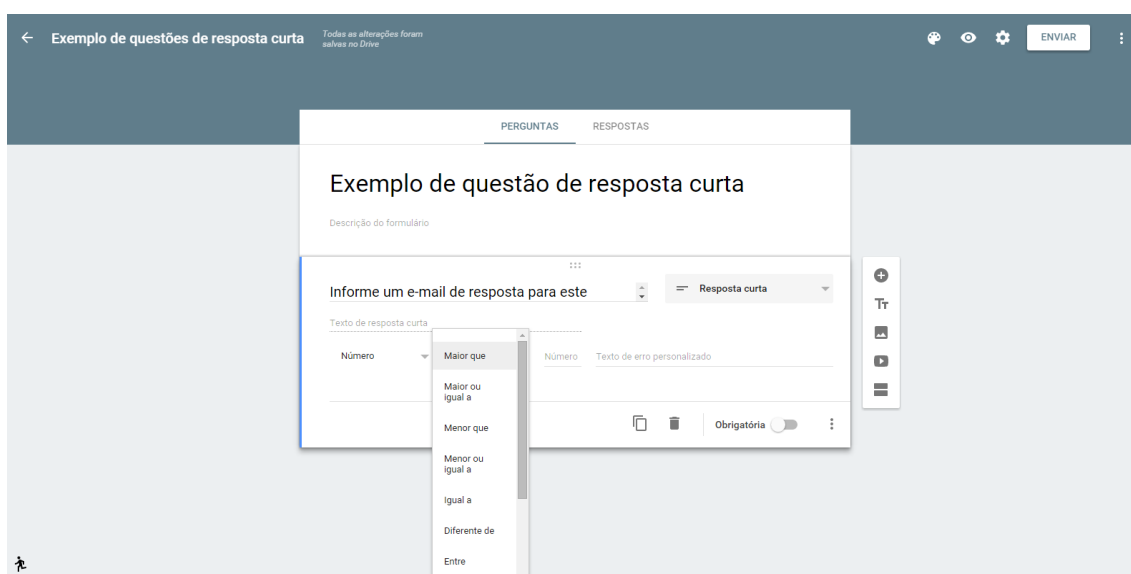 Exemplo de questões de resposta curta
Todas as alterações foram
salvas no Drive
ENVIAR
PERGUNTAS
RESPOSTAS
Exemplo de questão de resposta curta
Descrição do formulário
Informe um e-mail de resposta para este
Resposta curta
Texto de resposta curta
Número
Maior que
Número
Texto de erro personalizado
Maior ou
igual a
Menor que
Obrigatória
Menor ou
igual a
Igual a
Diferente de
Entre
Tт